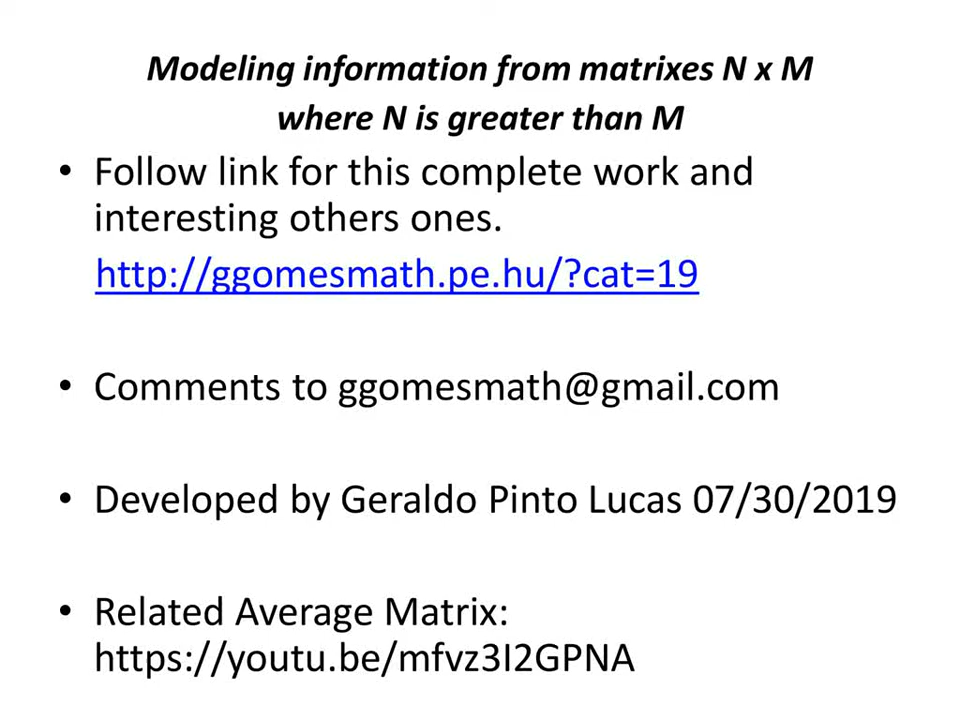 Modeling information from matrixes N x M
where N is greater than M
• Follow link for this complete work and
interesting others ones.
http://ggomesmath.pe.hu/?cat=19
• Comments to ggomesmath@gmail.com
• Developed by Geraldo Pinto Lucas 07/30/2019
• Related Average Matrix:
https://youtu.be/mfvz3I2GPNA